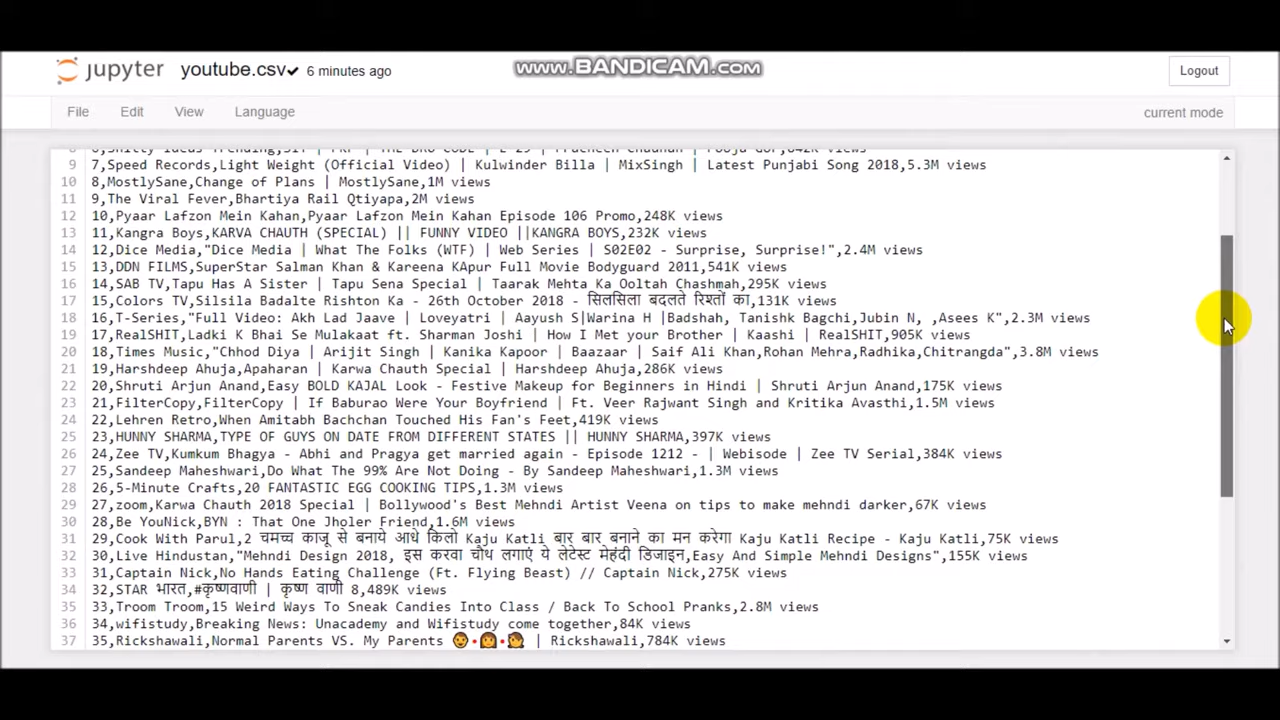 www.BANDICAM.com
jupyter youtube.csv✔ 6 minutes ago
Logout
File Edit View Language
current mode
9 7,Speed Records,Light Weight (Official Video) | Kulwinder Billa | MixSingh | Latest Punjabi Song 2018,5.3M views
10 8,MostlySane,Change of Plans | MostlySane,1M views
11 9,The Viral Fever,Bhartiya Rail Qtiyapa,2M views
12 10,Pyaar Lafzon Mein Kahan,Pyaar Lafzon Mein Kahan Episode 106 Promo,248K views
13 11,Kangra Boys,KARVA CHAUTH (SPECIAL) || FUNNY VIDEO ||KANGRA BOYS,232K views
14 12,Dice Media,"Dice Media | What The Folks (WTF) | Web Series | S02E02 - Surprise, Surprise!",2.4M views
15 13,DDN FILMS,SuperStar Salman Khan & Kareena KApur Full Movie Bodyguard 2011,541K views
16 14,SAB TV,Tapu Has A Sister | Tapu Sena Special | Taarak Mehta Ka Ooltah Chashmah,295K views
17 15,Colors TV,Silsila Badalte Rishton Ka - 26th October 2018 - सिलसिला बदलते रिश्तों का,131K views
18 16,T-Series,"Full Video: Akh Lad Jaave | Loveyatri | Aayush S|Warina H |Badshah, Tanishk Bagchi,Jubin N, ,Asees K",2.3M views
19 17,RealSHIT,Ladki K Bhai Se Mulakaat ft. Sharman Joshi | How I Met your Brother | Kaashi | RealSHIT,905K views
20 18,Times Music,"Chhod Diya | Arijit Singh | Kanika Kapoor | Baazaar | Saif Ali Khan,Rohan Mehra,Radhika,Chitrangda",3.8M views
21 19,Harshdeep Ahuja,Apaharan | Karwa Chauth Special | Harshdeep Ahuja,286K views
22 20,Shruti Arjun Anand,Easy BOLD KAJAL Look - Festive Makeup for Beginners in Hindi | Shruti Arjun Anand,175K views
23 21,FilterCopy,FilterCopy | If Baburao Were Your Boyfriend | Ft. Veer Rajwant Singh and Kritika Avasthi,1.5M views
24 22,Lehren Retro,When Amitabh Bachchan Touched His Fan's Feet,419K views
25 23,HUNNY SHARMA,TYPE OF GUYS ON DATE FROM DIFFERENT STATES || HUNNY SHARMA,397K views
26 24,Zee TV,Kumkum Bhagya - Abhi and Pragya get married again - Episode 1212 - | Webisode | Zee TV Serial,384K views
27 25,Sandeep Maheshwari,Do What The 99% Are Not Doing - By Sandeep Maheshwari,1.3M views
28 26,5-Minute Crafts,20 FANTASTIC EGG COOKING TIPS,1.3M views
29 27,zoom,Karwa Chauth 2018 Special | Bollywood's Best Mehndi Artist Veena on tips to make mehndi darker,67K views
30 28,Be YouNick,BYN : That One Jholer Friend,1.6M views
31 29,Cook With Parul,2 चमच्च काजू से बनाये आधे किलो Kaju Katli बार बार बनाने का मन करेगा Kaju Katli Recipe - Kaju Katli,75K views
32 30,Live Hindustan,"Mehndi Design 2018, इस करवा चौथ लगाएं ये लेटेस्ट मेहंदी डिजाइन,Easy And Simple Mehndi Designs",155K views
33 31,Captain Nick,No Hands Eating Challenge (Ft. Flying Beast) // Captain Nick,275K views
34 32,STAR भारत,#कृष्णवाणी | कृष्ण वाणी 8,489K views
35 33,Troom Troom,15 Weird Ways To Sneak Candies Into Class / Back To School Pranks,2.8M views
36 34,wifistudy,Breaking News: Unacademy and Wifistudy come together,84K views
37 35,Rickshawali,Normal Parents VS. My Parents | Rickshawali,784K views